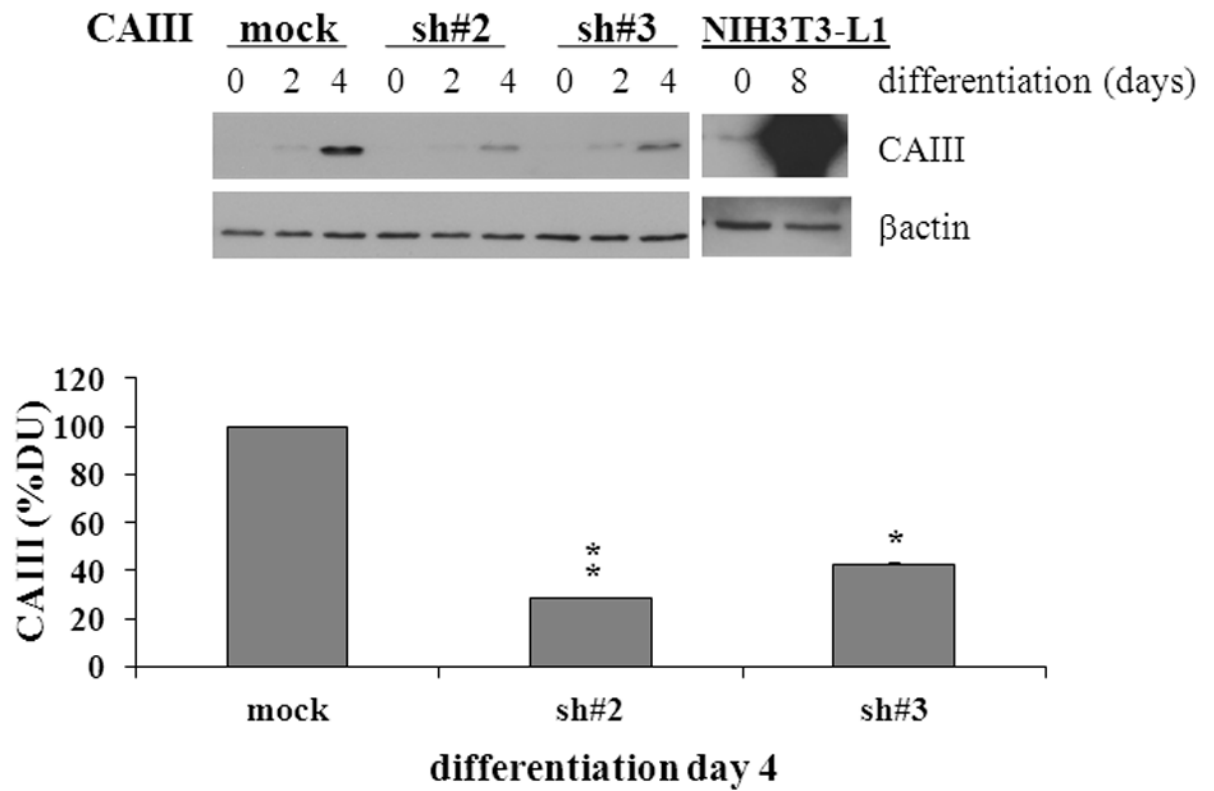 CAIII mock sh#2 sh#3 NIH3T3-L1
0 2 4 0 2 4 0 2 4 0 8 differentiation (days)
CAIII
βactin
120
100
80
60
40
20
0
CAIII (%DU)
*
*
*
mock sh#2 sh#3
differentiation day 4